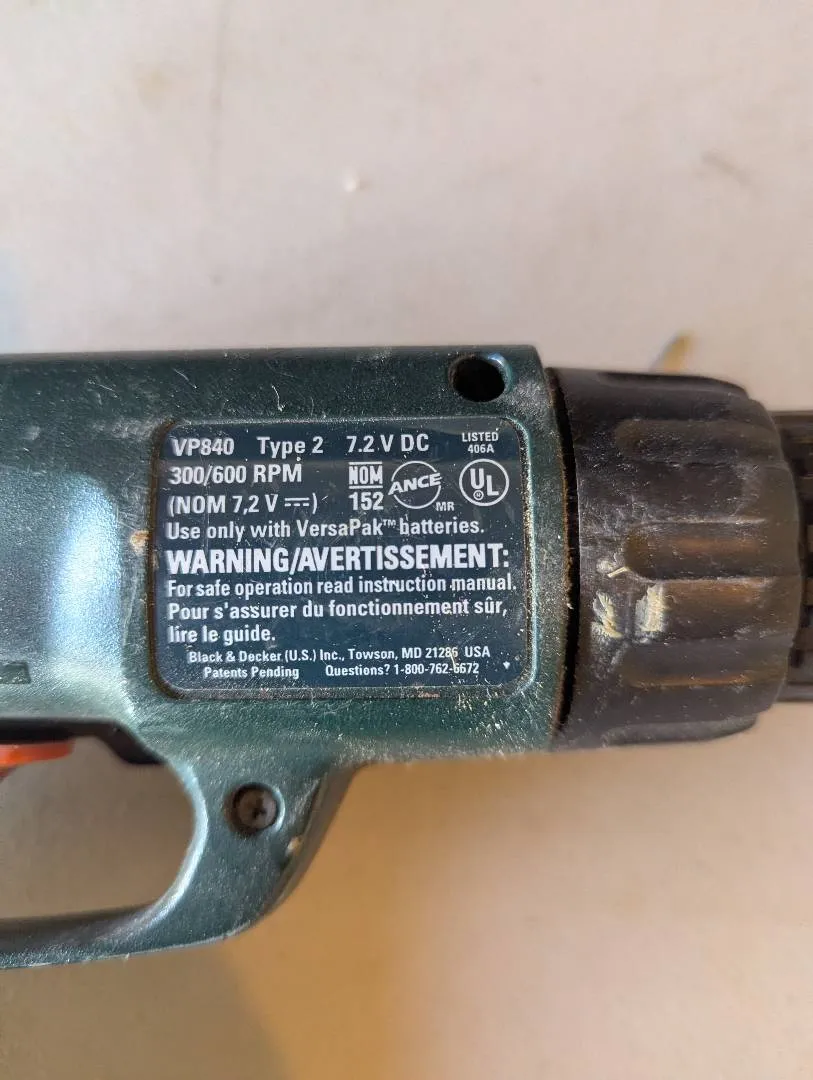 VP840 Type 2 7.2 V DC LISTED 406A
300/600 RPM NOM ANCE UL
(NOM 7,2 V ⎓) 152 MR
Use only with VersaPak™ batteries.
WARNING/AVERTISSEMENT:
For safe operation read instruction manual.
Pour s'assurer du fonctionnement sûr,
lire le guide.
Black & Decker (U.S.) Inc., Towson, MD 21286 USA
Patents Pending Questions? 1-800-762-6672